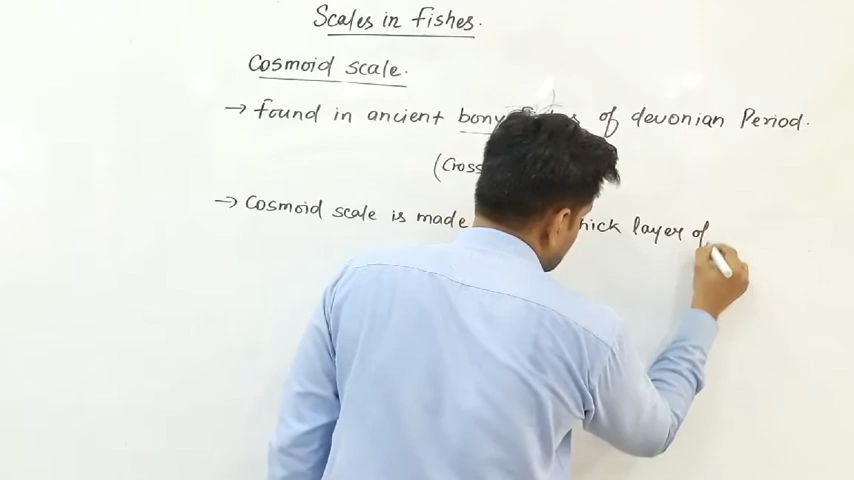 Scales in fishes.
Cosmoid scale.
→ found in ancient bony of devonian Period.
(Cross
→ Cosmoid scale is made hick layer of